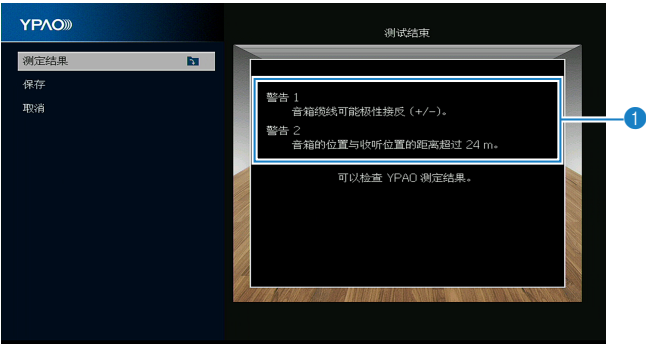 YPAO
测试结束
测定结果
保存
取消
警告 1
音箱缆线可能极性接反（+/-）。
警告 2
音箱的位置与收听位置的距离超过 24 m。
可以检查 YPAO 测定结果。
1